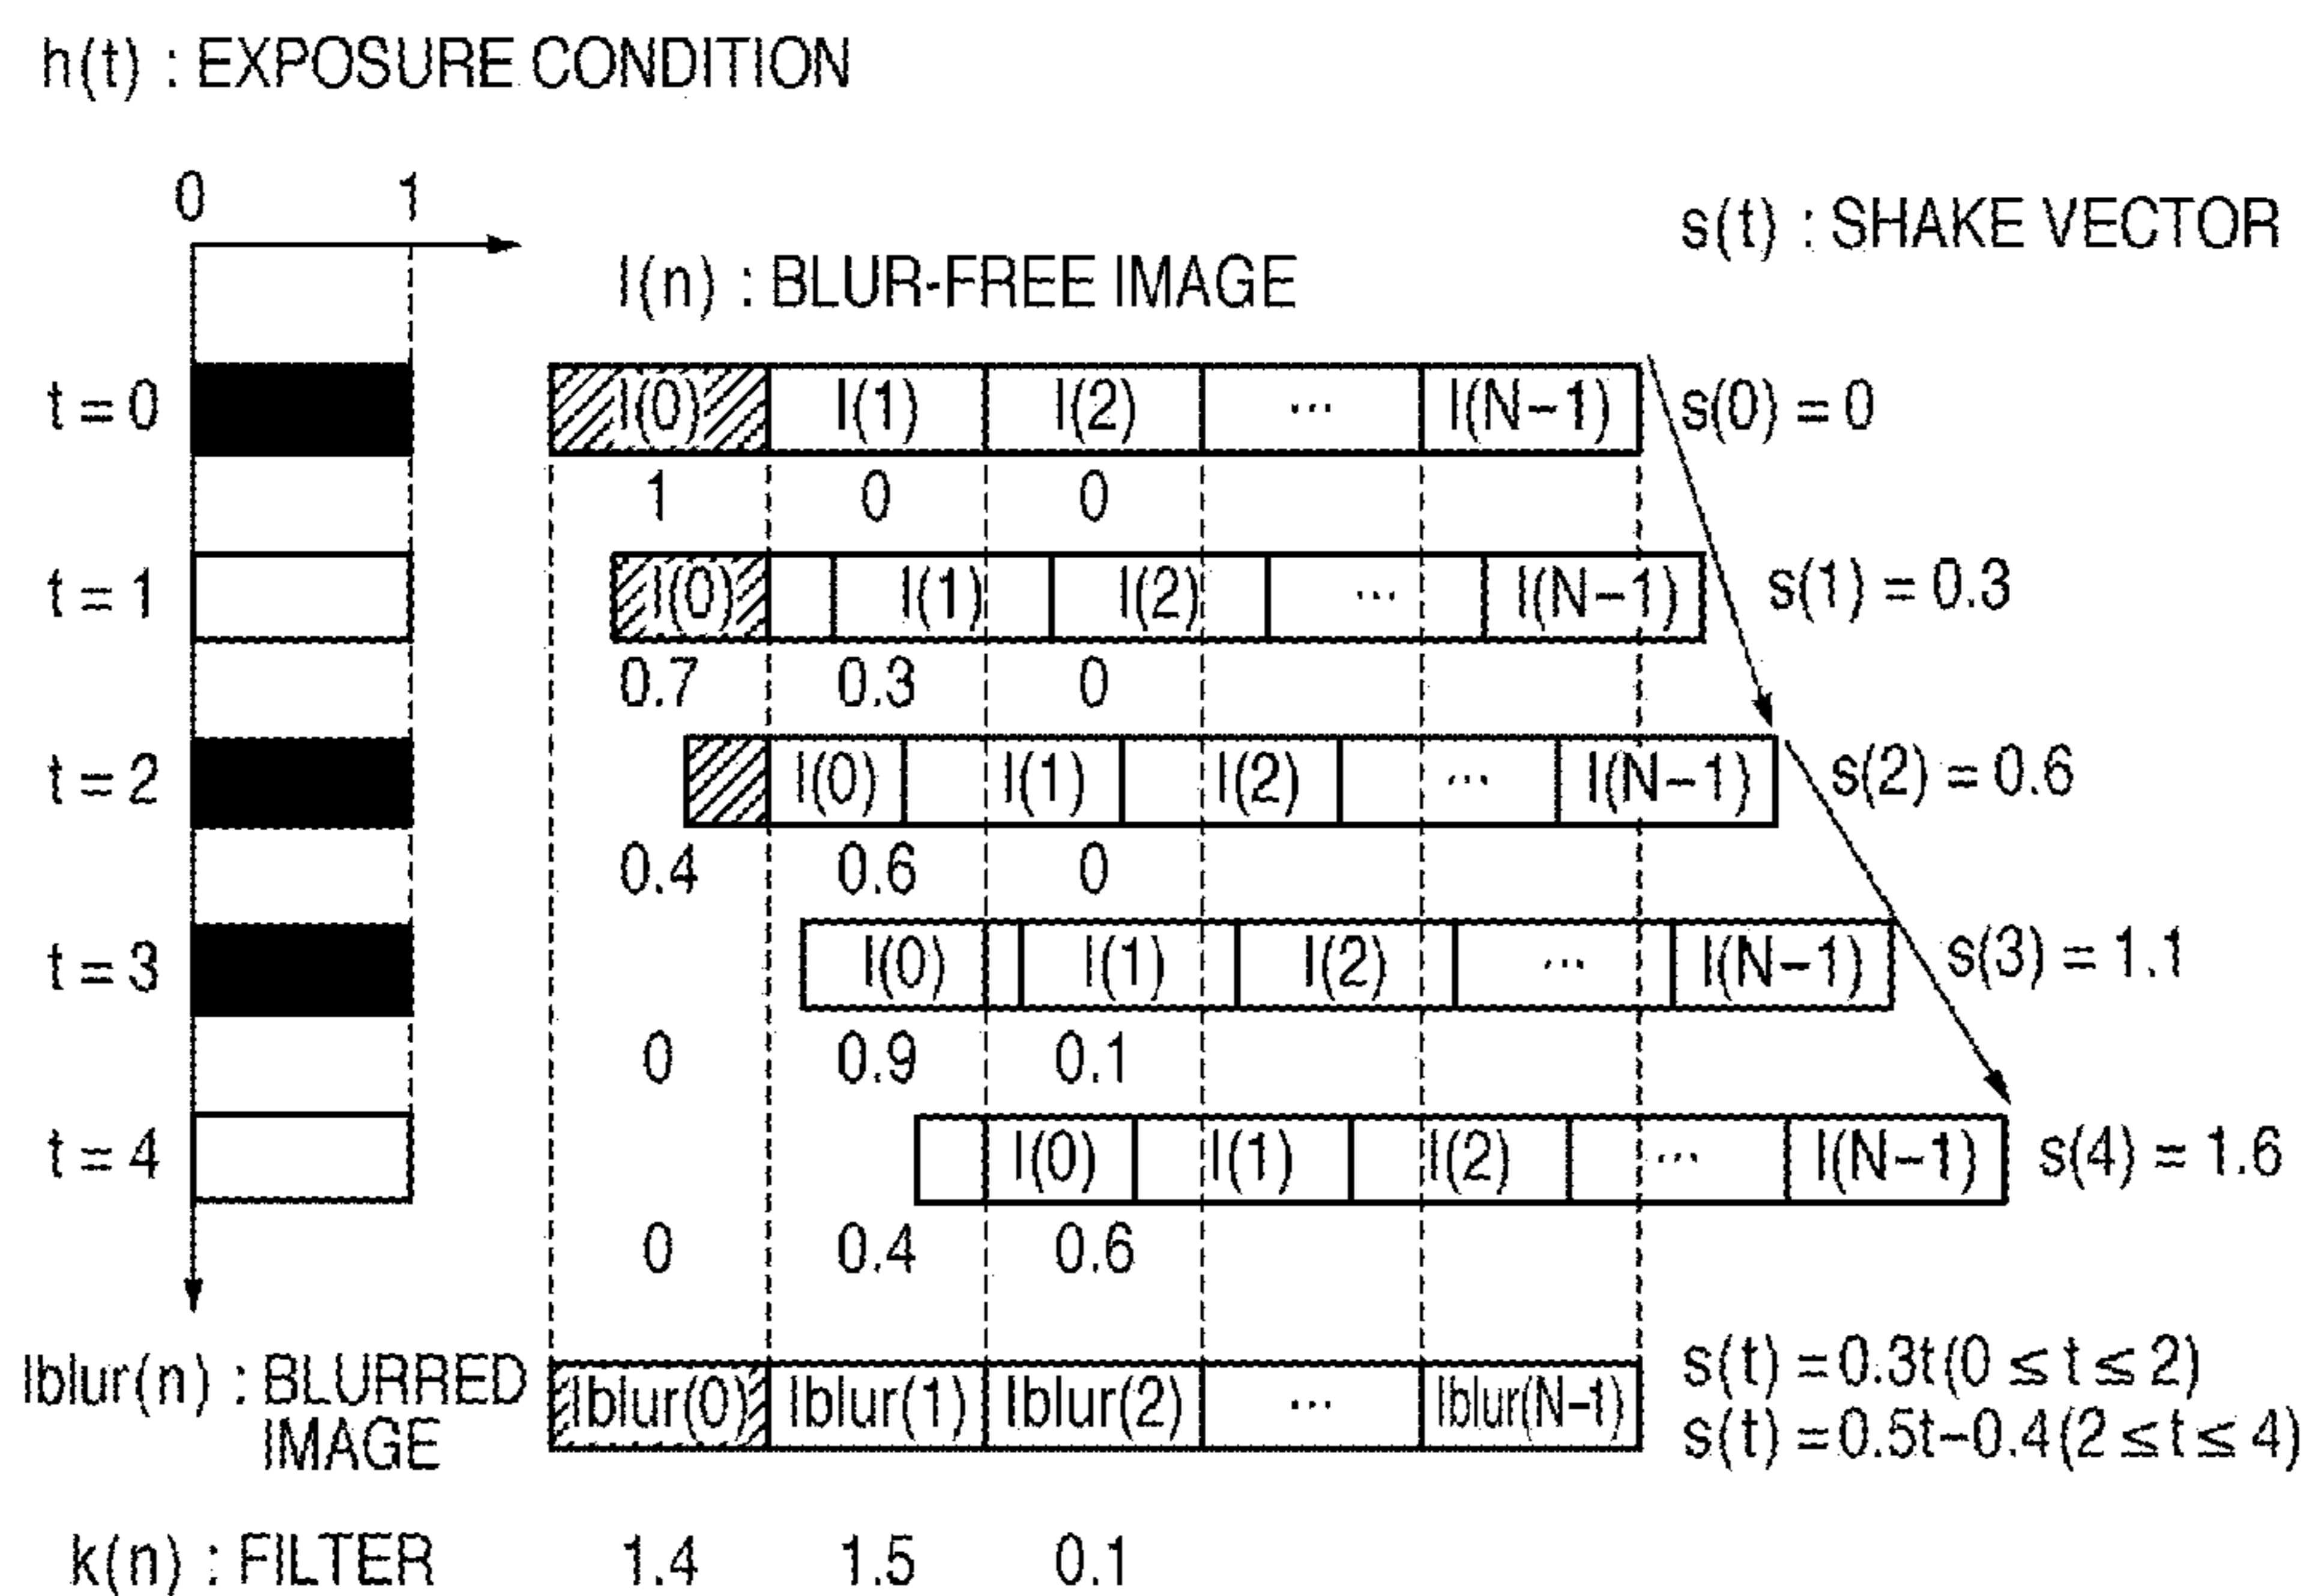 h(t) : EXPOSURE CONDITION
0 1
s(t) : SHAKE VECTOR
I(n) : BLUR-FREE IMAGE
t = 0 I(0) I(1) I(2) ... I(N-1) s(0) = 0
1 0 0
t = 1 I(0) I(1) I(2) ... I(N-1) s(1) = 0.3
0.7 0.3 0
t = 2 I(0) I(1) I(2) ... I(N-1) s(2) = 0.6
0.4 0.6 0
t = 3 I(0) I(1) I(2) ... I(N-1) s(3) = 1.1
0 0.9 0.1
t = 4 I(0) I(1) I(2) ... I(N-1) s(4) = 1.6
0 0.4 0.6
Iblur(n) : BLURRED IMAGE
Iblur(0) Iblur(1) Iblur(2) ... Iblur(N-1)
s(t) = 0.3t (0 ≤ t ≤ 2)
s(t) = 0.5t-0.4 (2 ≤ t ≤ 4)
k(n) : FILTER 1.4 1.5 0.1